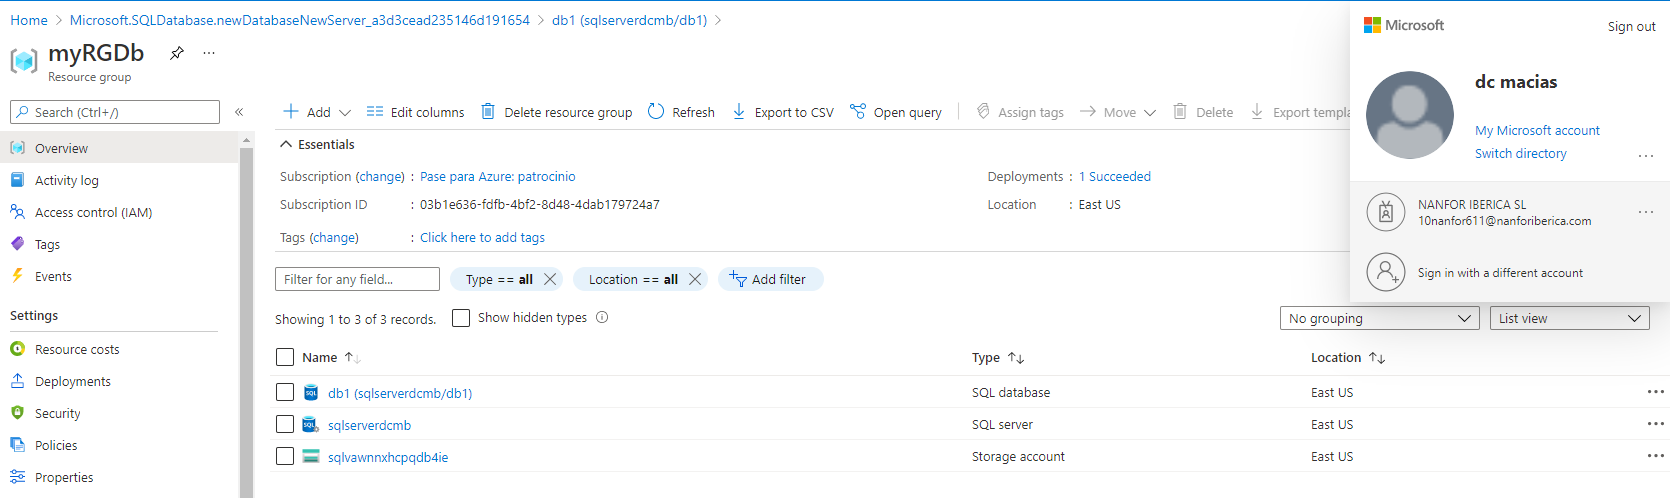 Home > Microsoft.SQLDatabase.newDatabaseNewServer_a3d3cead235146d191654 > db1 (sqlserverdcmb/db1) >
myRGDb ...
Resource group
Search (Ctrl+/) «
Overview
Activity log
Access control (IAM)
Tags
Events
Settings
Resource costs
Deployments
Security
Policies
Properties
Add Edit columns Delete resource group Refresh Export to CSV Open query Assign tags Move Delete Export templa
Essentials
Subscription (change) : Pase para Azure: patrocinio Deployments : 1 Succeeded
Subscription ID : 03b1e636-fdfb-4bf2-8d48-4dab179724a7 Location : East US
Tags (change) : Click here to add tags
Filter for any field... Type == all Location == all Add filter
Showing 1 to 3 of 3 records. Show hidden types No grouping List view
Name Type Location
db1 (sqlserverdcmb/db1) SQL database East US ...
sqlserverdcmb SQL server East US ...
sqlvawnnxhcpqdb4ie Storage account East US ...
Microsoft Sign out
dc macias
My Microsoft account
Switch directory ...
NANFOR IBERICA SL ...
10nanfor611@nanforiberica.com
Sign in with a different account